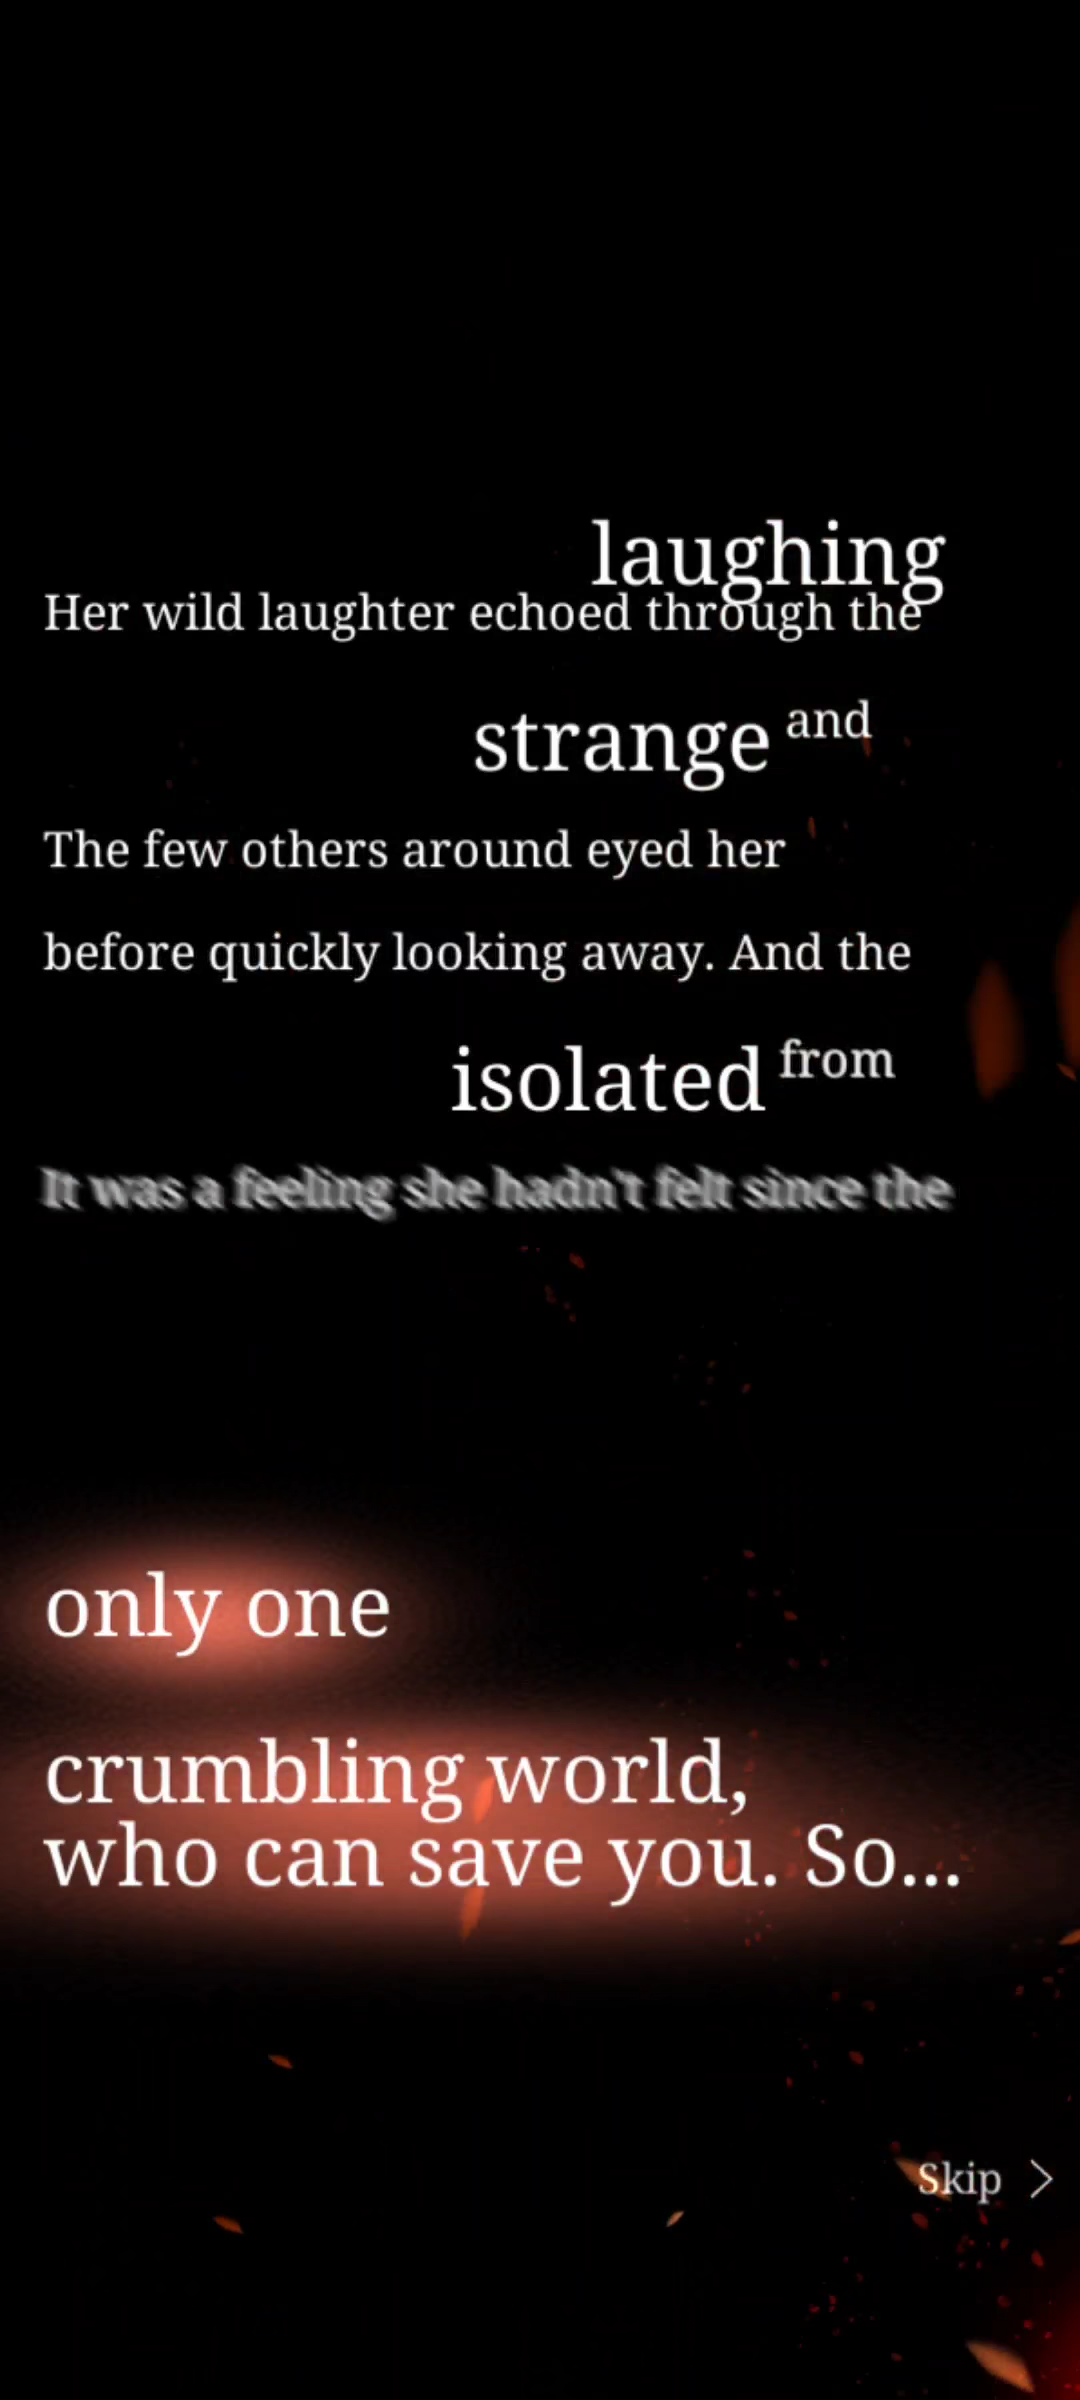 laughing
Her wild laughter echoed through the
strange and
The few others around eyed her
before quickly looking away. And the
isolated from
It was a feeling she hadn't felt since the
only one
crumbling world,
who can save you. So...
Skip >